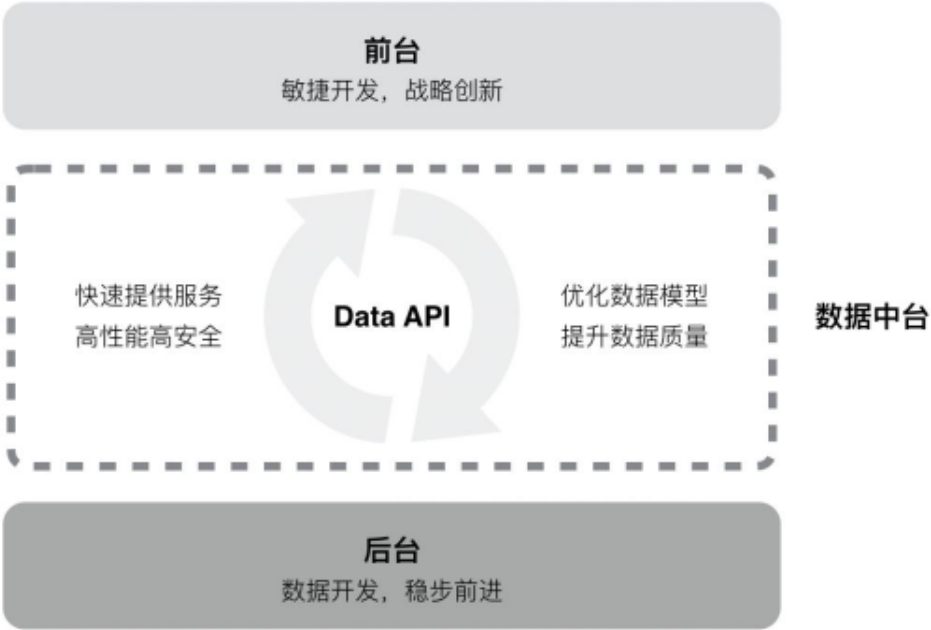 前台
敏捷开发，战略创新
快速提供服务
高性能高安全
Data API
优化数据模型
提升数据质量
数据中台
后台
数据开发，稳步前进